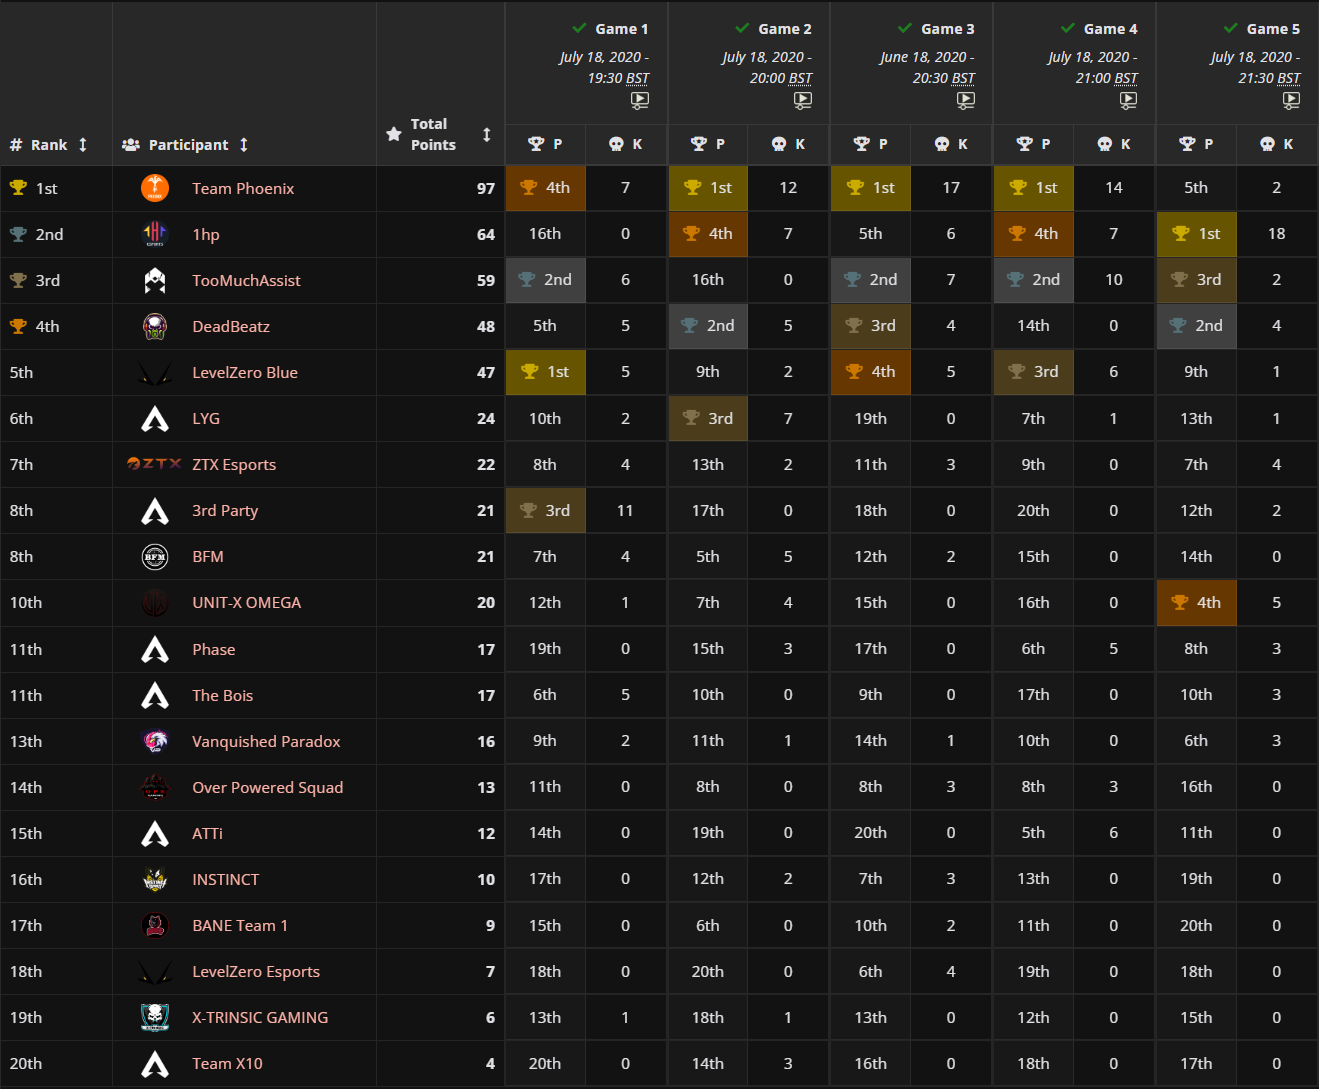 Game 1 Game 2 Game 3 Game 4 Game 5
July 18, 2020 - July 18, 2020 - June 18, 2020 - July 18, 2020 - July 18, 2020 -
19:30 BST 20:00 BST 20:30 BST 21:00 BST 21:30 BST
# Rank Participant Total Points P K P K P K P K P K
1st Team Phoenix 97 4th 7 1st 12 1st 17 1st 14 5th 2
2nd 1hp 64 16th 0 4th 7 5th 6 4th 7 1st 18
3rd TooMuchAssist 59 2nd 6 16th 0 2nd 7 2nd 10 3rd 2
4th DeadBeatz 48 5th 5 2nd 5 3rd 4 14th 0 2nd 4
5th LevelZero Blue 47 1st 5 9th 2 4th 5 3rd 6 9th 1
6th LYG 24 10th 2 3rd 7 19th 0 7th 1 13th 1
7th ZTX ZTX Esports 22 8th 4 13th 2 11th 3 9th 0 7th 4
8th 3rd Party 21 3rd 11 17th 0 18th 0 20th 0 12th 2
8th BFM BFM 21 7th 4 5th 5 12th 2 15th 0 14th 0
10th UNIT-X OMEGA 20 12th 1 7th 4 15th 0 16th 0 4th 5
11th Phase 17 19th 0 15th 3 17th 0 6th 5 8th 3
11th The Bois 17 6th 5 10th 0 9th 0 17th 0 10th 3
13th Vanquished Paradox 16 9th 2 11th 1 14th 1 10th 0 6th 3
14th Over Powered Squad 13 11th 0 8th 0 8th 3 8th 3 16th 0
15th ATTi 12 14th 0 19th 0 20th 0 5th 6 11th 0
16th INSTINCT 10 17th 0 12th 2 7th 3 13th 0 19th 0
17th BANE Team 1 9 15th 0 6th 0 10th 2 11th 0 20th 0
18th LevelZero Esports 7 18th 0 20th 0 6th 4 19th 0 18th 0
19th X-TRINSIC GAMING 6 13th 1 18th 1 13th 0 12th 0 15th 0
20th Team X10 4 20th 0 14th 3 16th 0 18th 0 17th 0